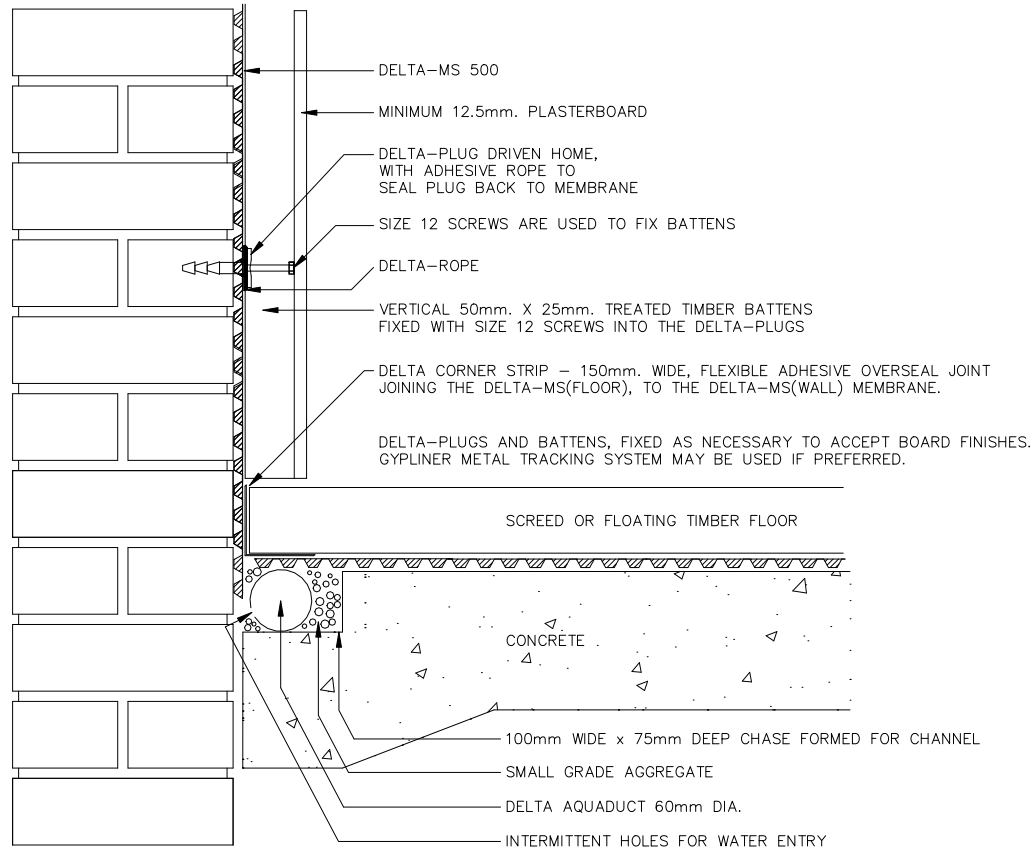 DELTA-MS 500
MINIMUM 12.5mm. PLASTERBOARD
DELTA-PLUG DRIVEN HOME,
WITH ADHESIVE ROPE TO
SEAL PLUG BACK TO MEMBRANE
SIZE 12 SCREWS ARE USED TO FIX BATTENS
DELTA-ROPE
VERTICAL 50mm. X 25mm. TREATED TIMBER BATTENS
FIXED WITH SIZE 12 SCREWS INTO THE DELTA-PLUGS
DELTA CORNER STRIP - 150mm. WIDE, FLEXIBLE ADHESIVE OVERSEAL JOINT
JOINING THE DELTA-MS(FLOOR), TO THE DELTA-MS(WALL) MEMBRANE.
DELTA-PLUGS AND BATTENS, FIXED AS NECESSARY TO ACCEPT BOARD FINISHES.
GYPLINER METAL TRACKING SYSTEM MAY BE USED IF PREFERRED.
SCREED OR FLOATING TIMBER FLOOR
CONCRETE
100mm WIDE x 75mm DEEP CHASE FORMED FOR CHANNEL
SMALL GRADE AGGREGATE
DELTA AQUADUCT 60mm DIA.
INTERMITTENT HOLES FOR WATER ENTRY